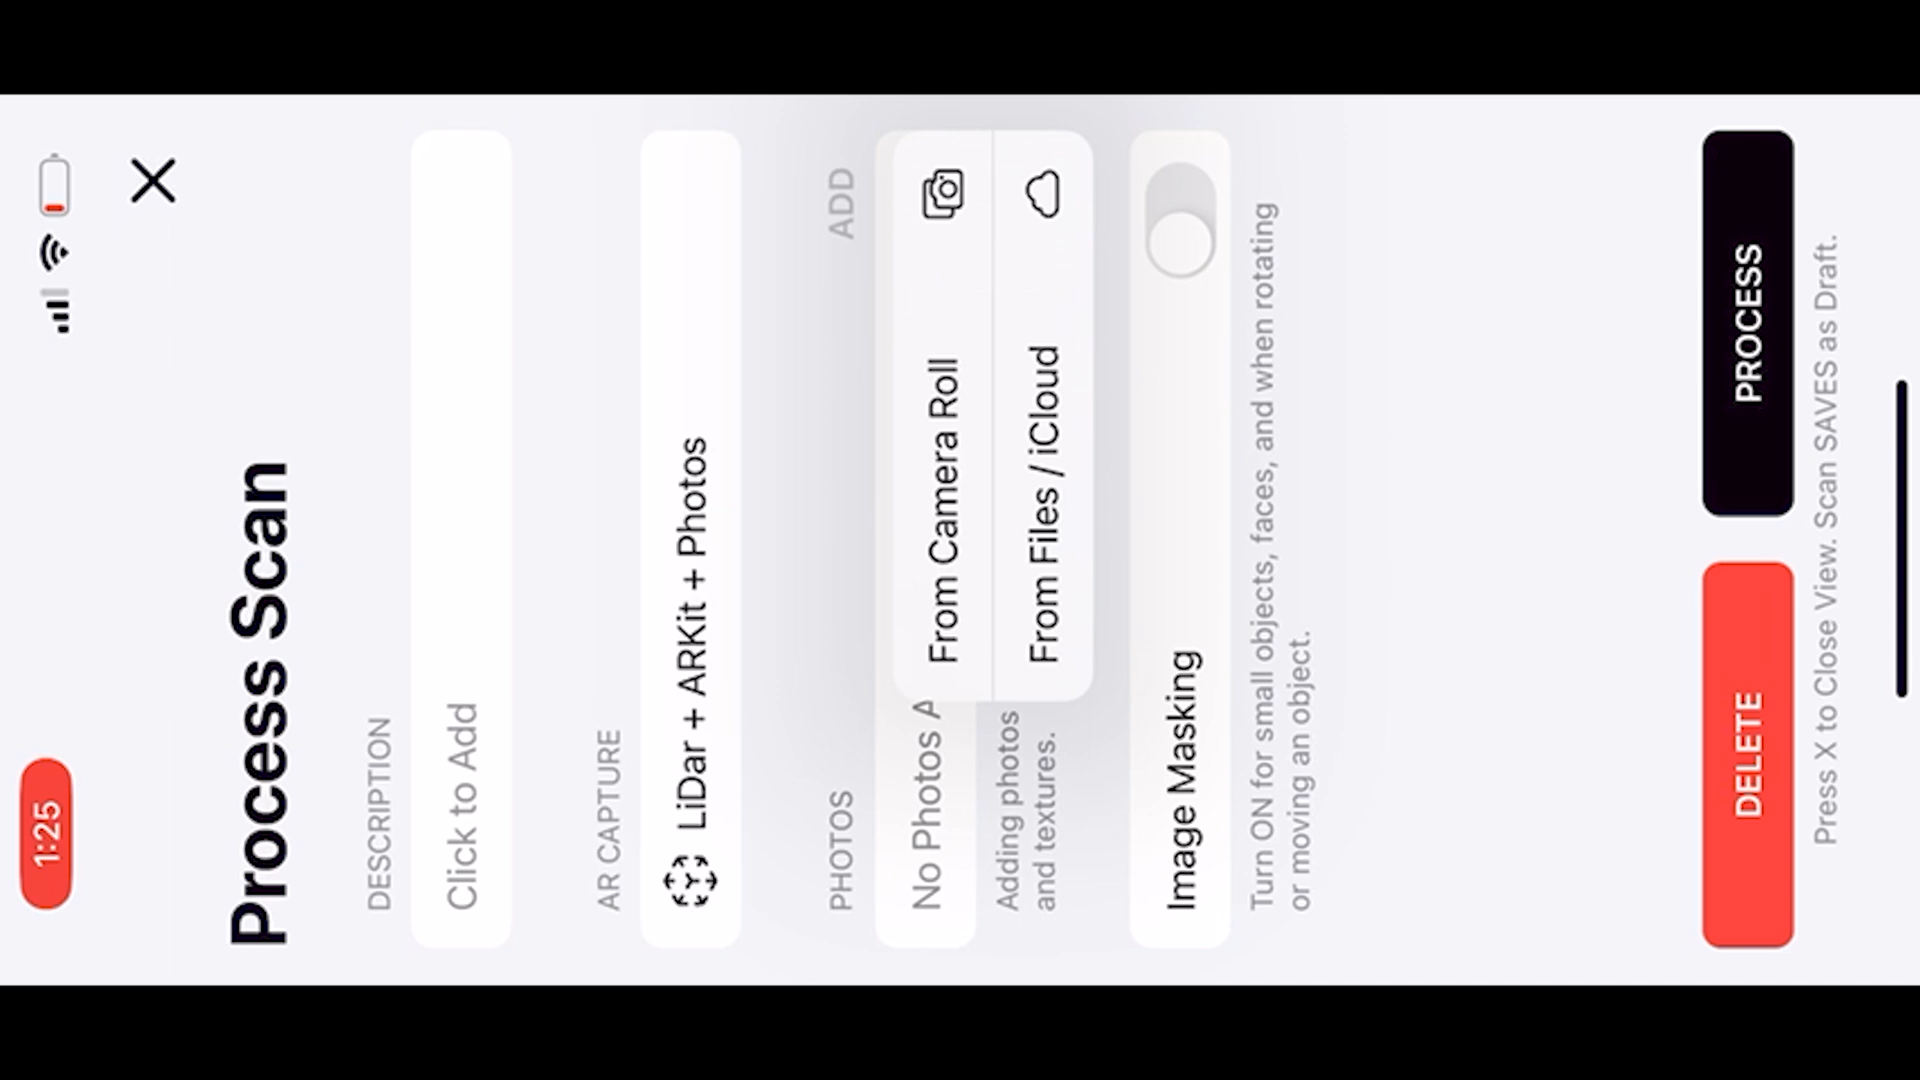 1:25
Process Scan
DESCRIPTION
Click to Add
AR CAPTURE
LiDar + ARKit + Photos
PHOTOS ADD
No Photos A
From Camera Roll
From Files / iCloud
Adding photos
and textures.
Image Masking
Turn ON for small objects, faces, and when rotating
or moving an object.
DELETE PROCESS
Press X to Close View. Scan SAVES as Draft.